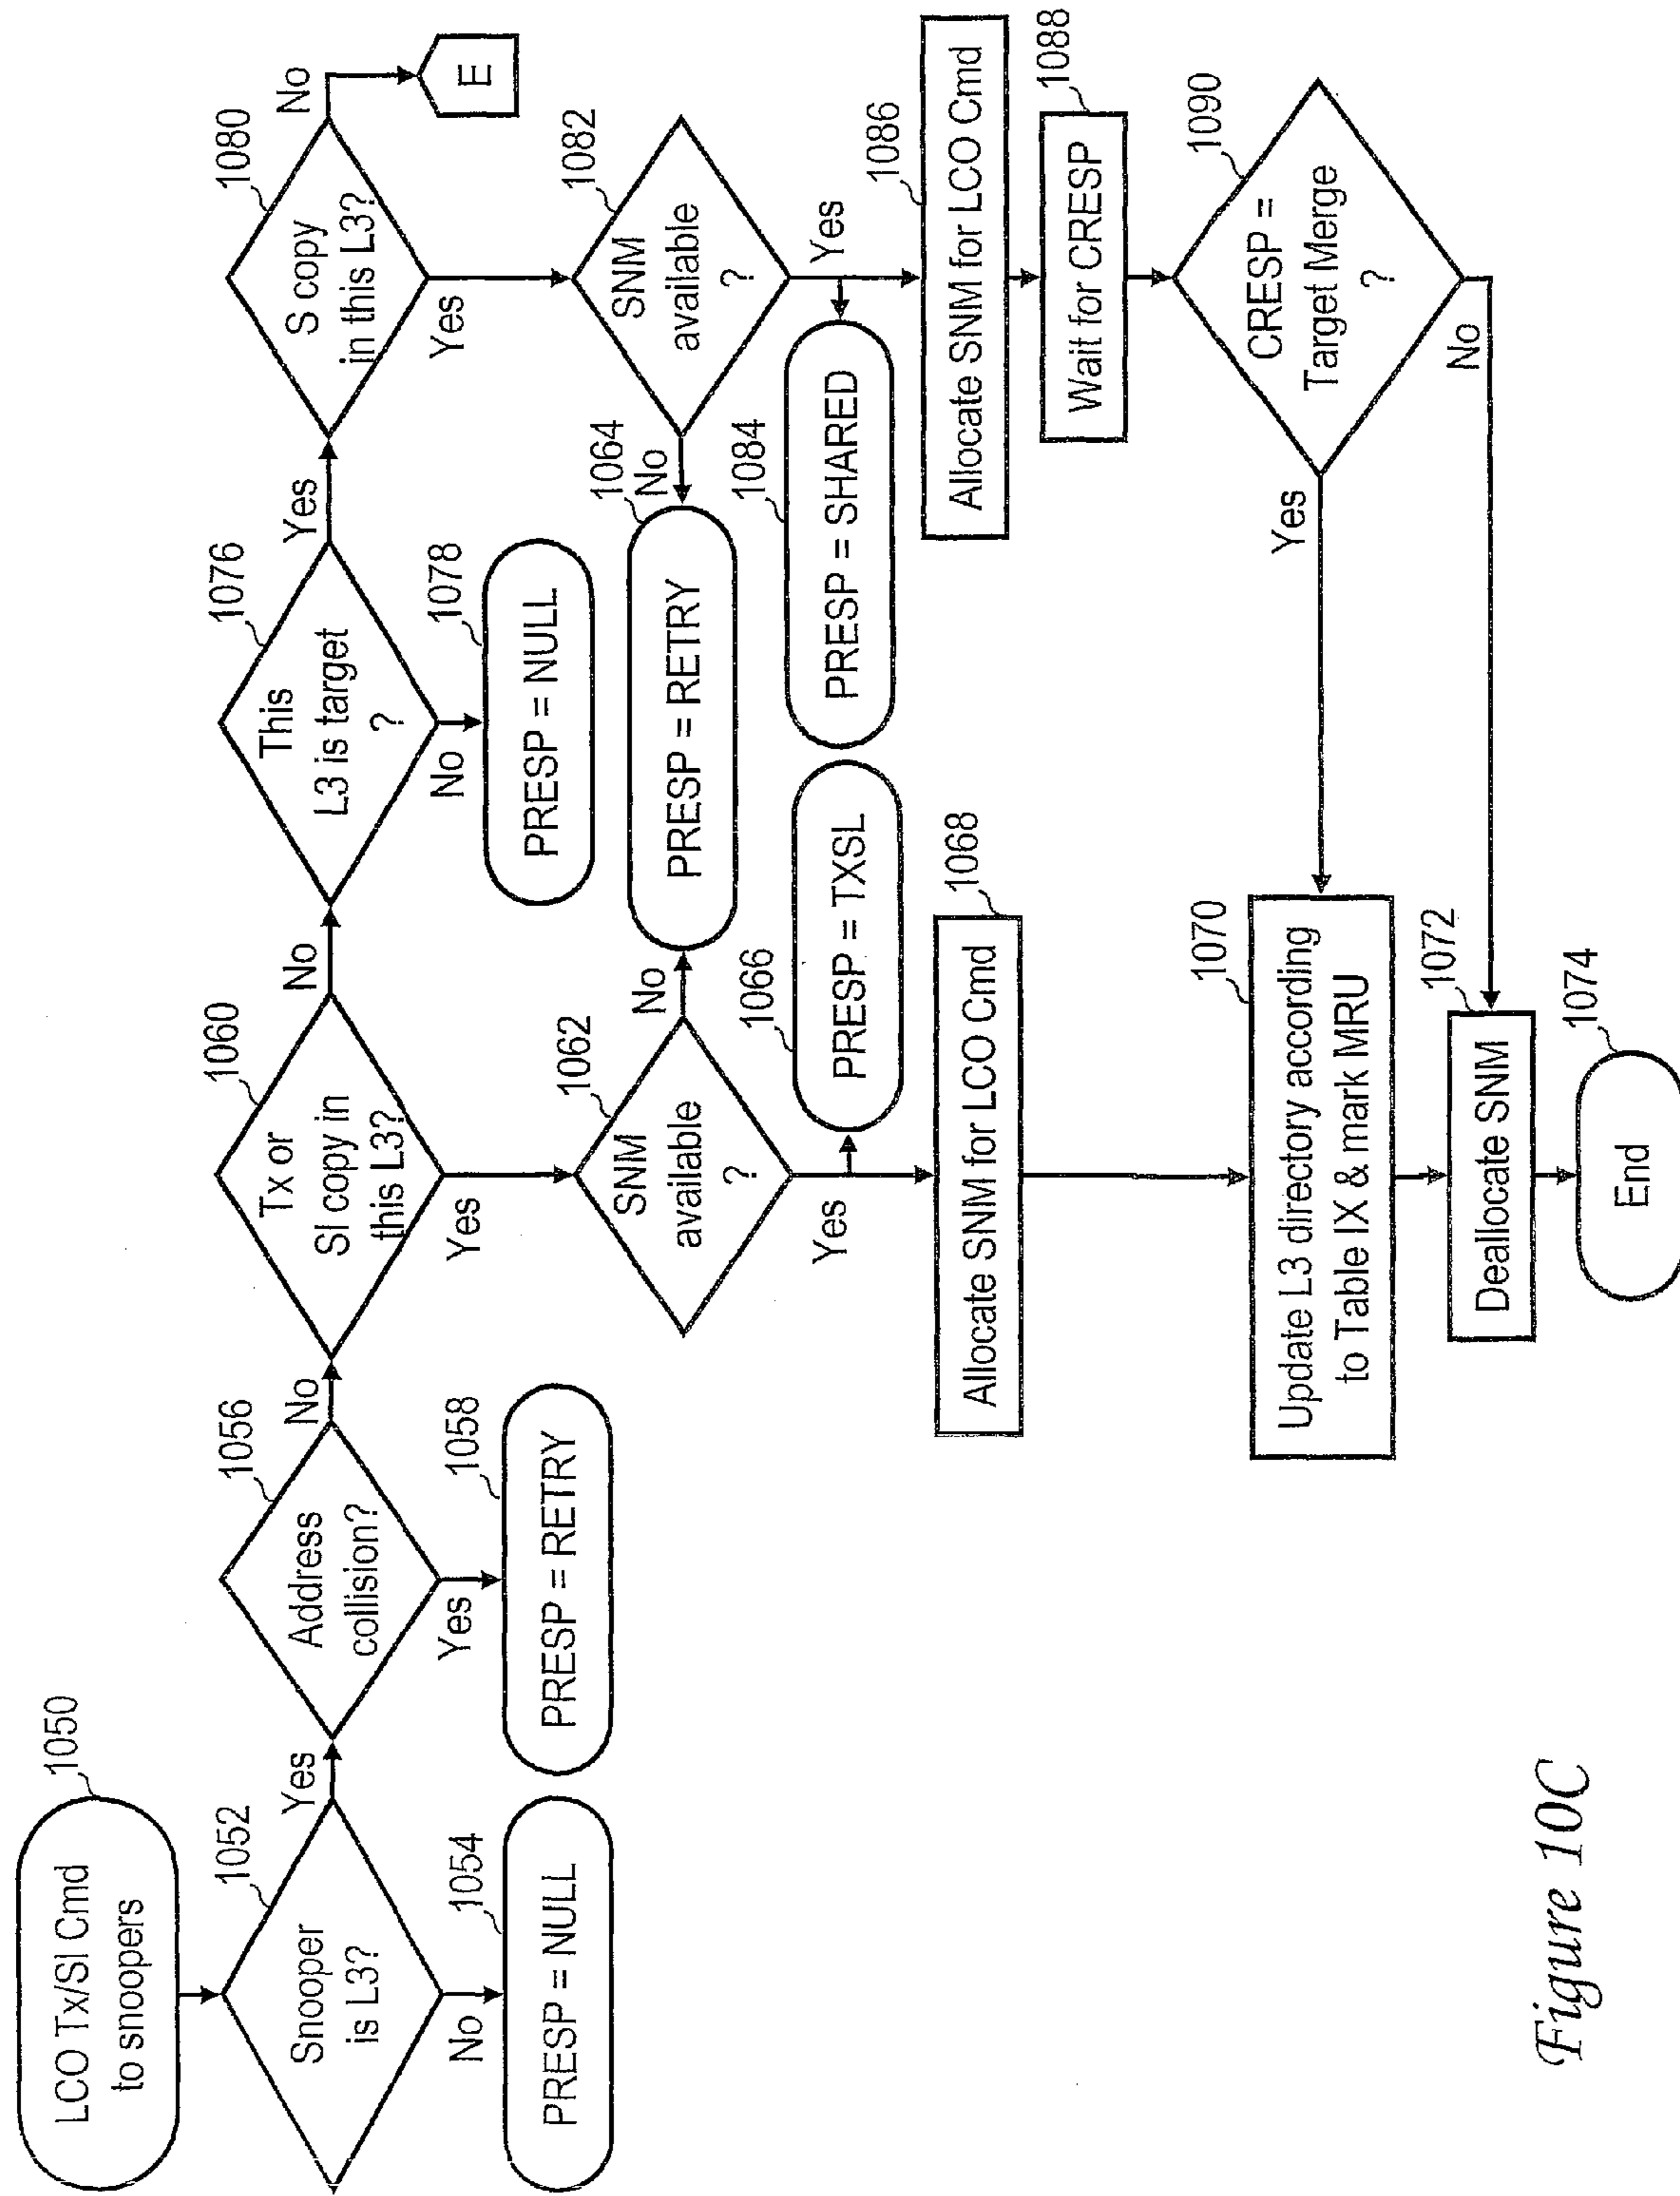 LCO Tx/SI Cmd
to snoopers
1050
Snooper
is L3?
1052
Yes
No
PRESP = NULL
1054
Address
collision?
1056
No
Yes
PRESP = RETRY
1058
Tx or
SI copy in
this L3?
1060
No
Yes
SNM
available
?
1062
No
Yes
PRESP = RETRY
1064
PRESP = TXSL
1066
Allocate SNM for LCO Cmd
1068
Update L3 directory according
to Table IX & mark MRU
1070
Deallocate SNM
1072
End
1074
This
L3 is target
?
1076
Yes
No
PRESP = NULL
1078
S copy
in this L3?
1080
No
E
Yes
SNM
available
?
1082
No
Yes
PRESP = SHARED
1084
Allocate SNM for LCO Cmd
1086
Wait for CRESP
1088
CRESP =
Target Merge
?
1090
Yes
No
Figure 10C